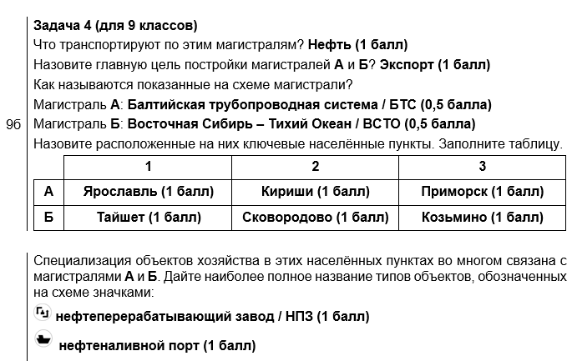 Задача 4 (для 9 классов)
Что транспортируют по этим магистралям? Нефть (1 балл)
Назовите главную цель постройки магистралей А и Б? Экспорт (1 балл)
Как называются показанные на схеме магистрали?
Магистраль А: Балтийская трубопроводная система / БТС (0,5 балла)
9б Магистраль Б: Восточная Сибирь – Тихий Океан / ВСТО (0,5 балла)
Назовите расположенные на них ключевые населённые пункты. Заполните таблицу.
1 2 3
А Ярославль (1 балл) Кириши (1 балл) Приморск (1 балл)
Б Тайшет (1 балл) Сковородово (1 балл) Козьмино (1 балл)
Специализация объектов хозяйства в этих населённых пунктах во многом связана с
магистралями А и Б. Дайте наиболее полное название типов объектов, обозначенных
на схеме значками:
нефтеперерабатывающий завод / НПЗ (1 балл)
нефтеналивной порт (1 балл)